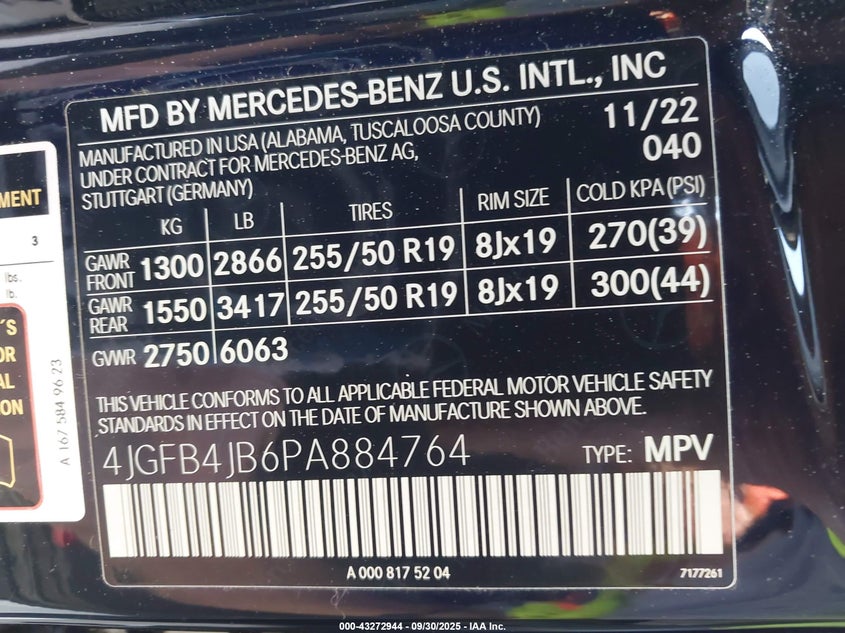 MFD BY MERCEDES-BENZ U.S. INTL., INC
MANUFACTURED IN USA (ALABAMA, TUSCALOOSA COUNTY) 11/22
UNDER CONTRACT FOR MERCEDES-BENZ AG, 040
STUTTGART (GERMANY)
KG LB TIRES RIM SIZE COLD KPA (PSI)
GAWR FRONT 1300 2866 255/50 R19 8Jx19 270(39)
GAWR REAR 1550 3417 255/50 R19 8Jx19 300(44)
GVWR 2750 6063
THIS VEHICLE CONFORMS TO ALL APPLICABLE FEDERAL MOTOR VEHICLE SAFETY
STANDARDS IN EFFECT ON THE DATE OF MANUFACTURE SHOWN ABOVE.
4JGFB4JB6PA884764 TYPE: MPV
A 000 817 52 04 7177261
MENT
3
lbs.
lb.
'S
OR
AL
ON
A 167 584 96 23
000-43272944 - 09/30/2025 - IAA Inc.